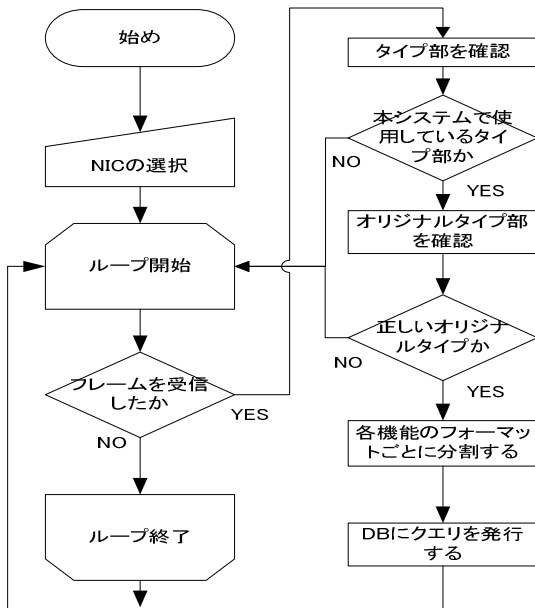 始め
NICの選択
ループ開始
フレームを受信
したか
YES
NO
ループ終了
タイプ部を確認
本システムで使
用しているタイ
プ部か
NO
YES
オリジナルタイプ部
を確認
正しいオリジナ
ルタイプか
NO
YES
各機能のフォーマッ
トごとに分割する
DBにクエリを発行
する